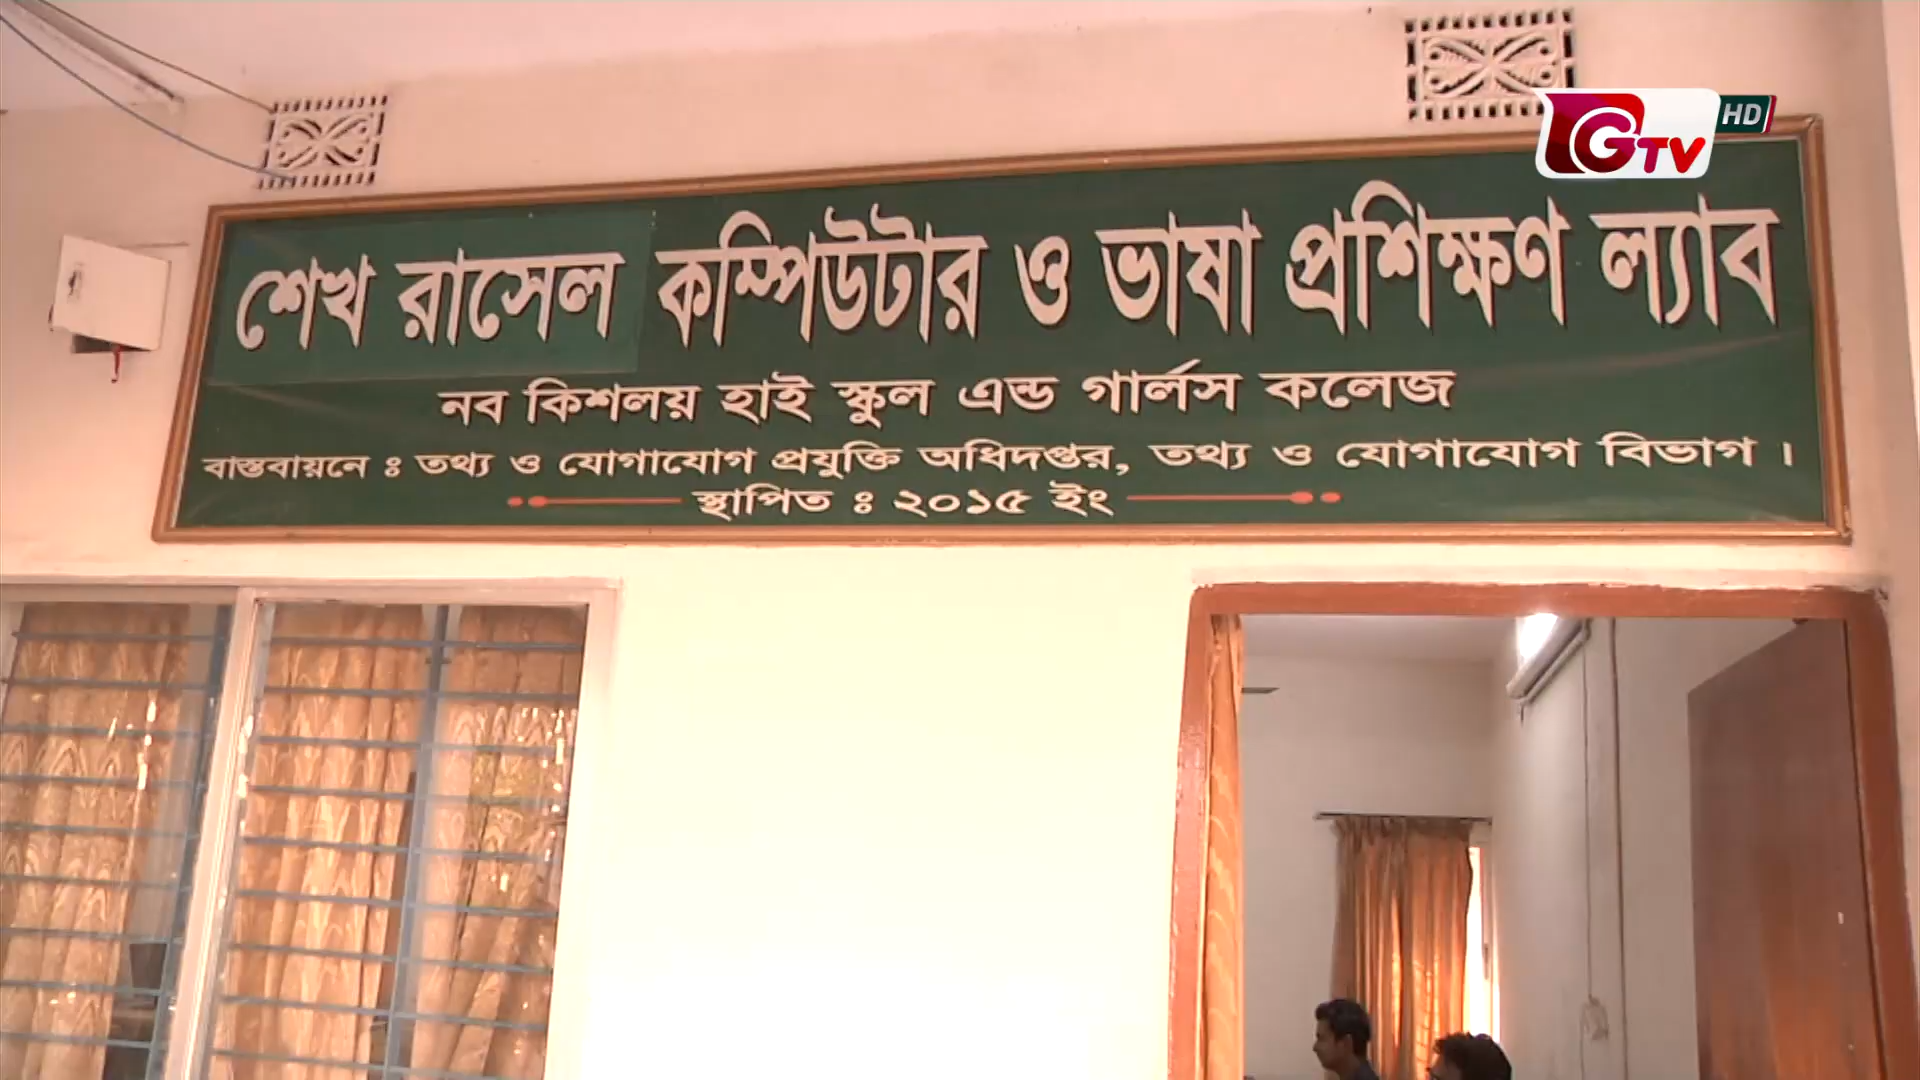 GTV HD
শেখ রাসেল কম্পিউটার ও ভাষা প্রশিক্ষণ ল্যাব
নব কিশলয় হাই স্কুল এন্ড গার্লস কলেজ
বাস্তবায়নে ঃ তথ্য ও যোগাযোগ প্রযুক্তি অধিদপ্তর, তথ্য ও যোগাযোগ বিভাগ ।
স্থাপিত ঃ ২০১৫ ইং